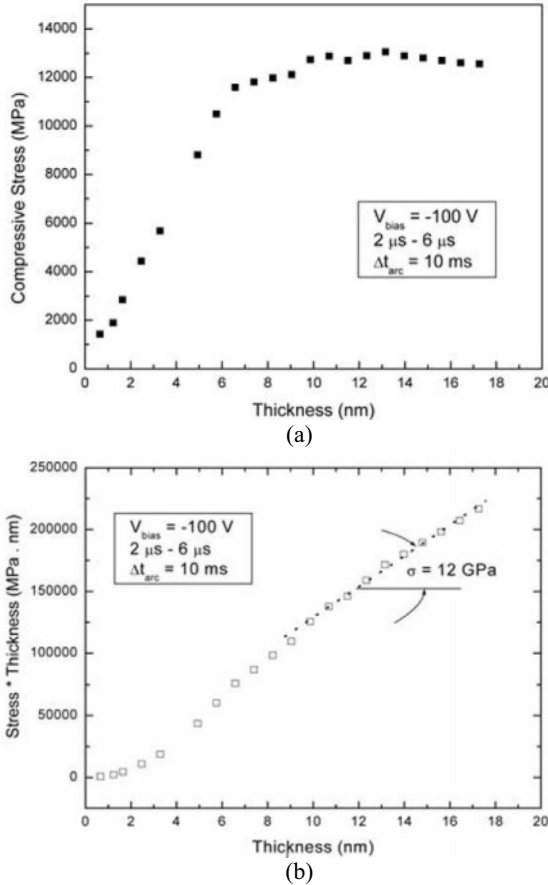 14000
12000
10000
8000
6000
4000
2000
0
Compressive Stress (MPa)
V_bias = -100 V
2 μs - 6 μs
Δt_arc = 10 ms
0 2 4 6 8 10 12 14 16 18 20
Thickness (nm)
(a)
250000
200000
150000
100000
50000
0
Stress * Thickness (MPa . nm)
V_bias = -100 V
2 μs - 6 μs
Δt_arc = 10 ms
σ = 12 GPa
0 2 4 6 8 10 12 14 16 18 20
Thickness (nm)
(b)